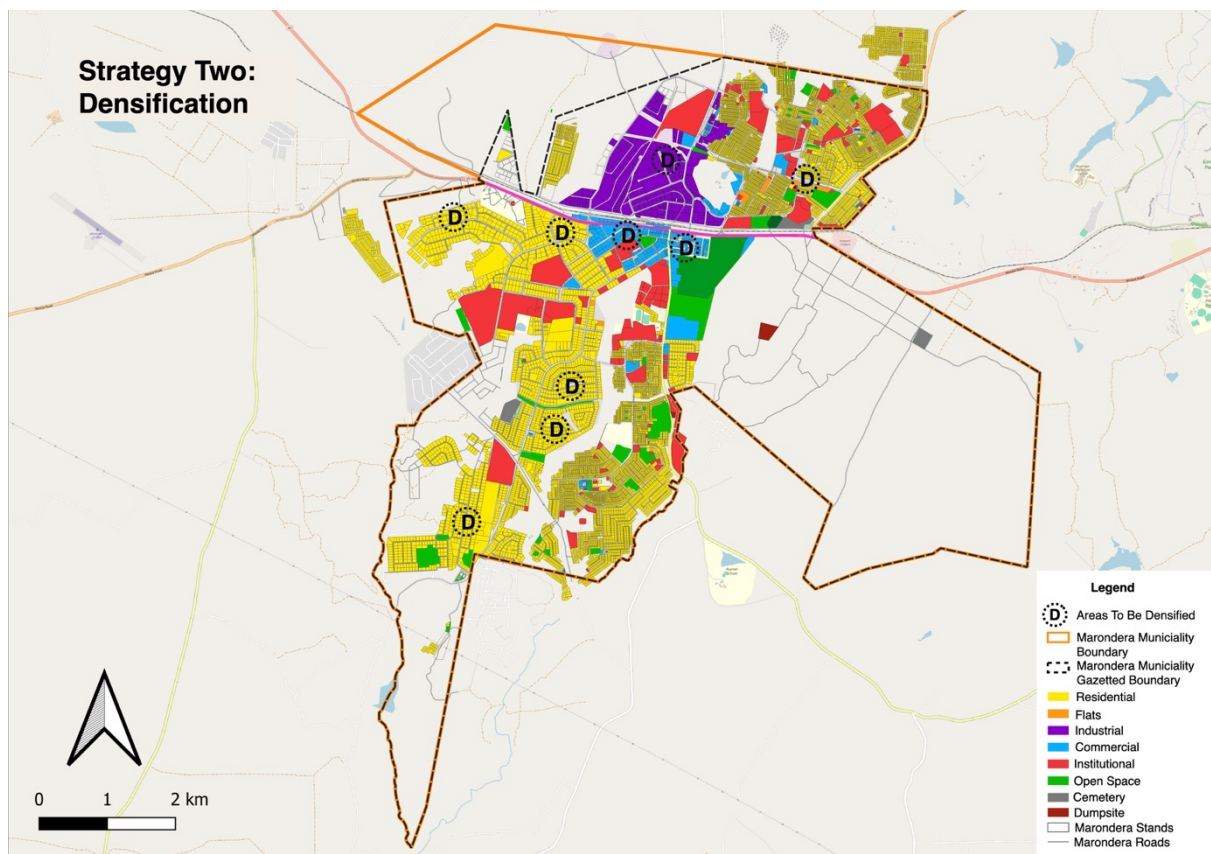 Strategy Two:
Densification
D
D
D
D
D
D
D
D
D
Legend
D Areas To Be Densified
Marondera Municiality
Boundary
Marondera Municiality
Gazetted Boundary
Residential
Flats
Industrial
Commercial
Institutional
Open Space
Cemetery
Dumpsite
Marondera Stands
Marondera Roads
0 1 2 km